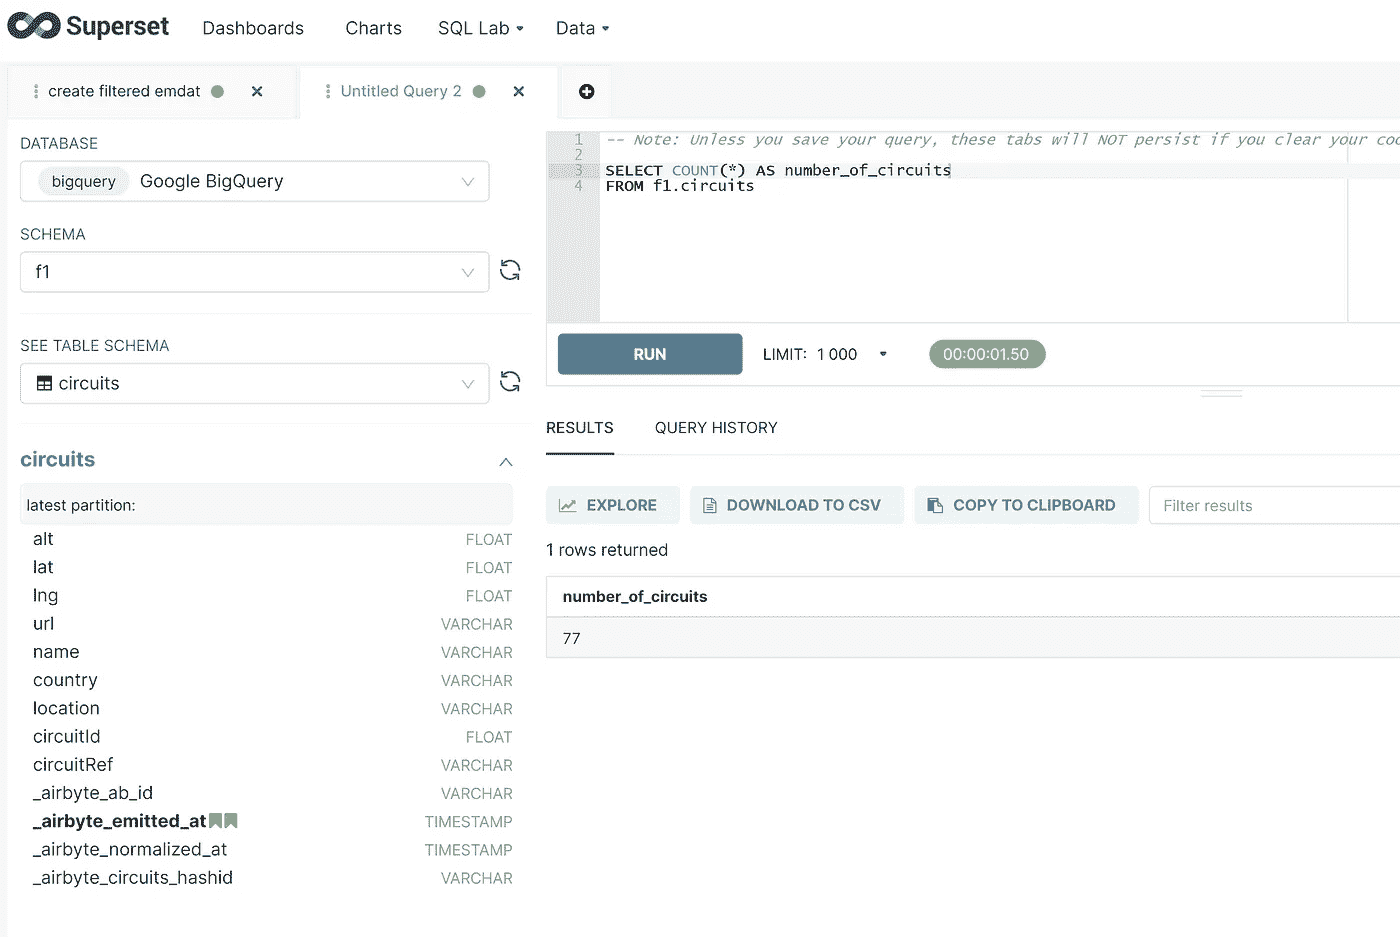 Superset Dashboards Charts SQL Lab Data
create filtered emdat Untitled Query 2
DATABASE
bigquery Google BigQuery
SCHEMA
f1
SEE TABLE SCHEMA
circuits
circuits
latest partition:
alt FLOAT
lat FLOAT
lng FLOAT
url VARCHAR
name VARCHAR
country VARCHAR
location VARCHAR
circuitId FLOAT
circuitRef VARCHAR
_airbyte_ab_id VARCHAR
_airbyte_emitted_at TIMESTAMP
_airbyte_normalized_at TIMESTAMP
_airbyte_circuits_hashid VARCHAR
1 -- Note: Unless you save your query, these tabs will NOT persist if you clear your coo
2
3 SELECT COUNT(*) AS number_of_circuits
4 FROM f1.circuits
RUN LIMIT: 1 000 00:00:01.50
RESULTS QUERY HISTORY
EXPLORE DOWNLOAD TO CSV COPY TO CLIPBOARD Filter results
1 rows returned
number_of_circuits
77